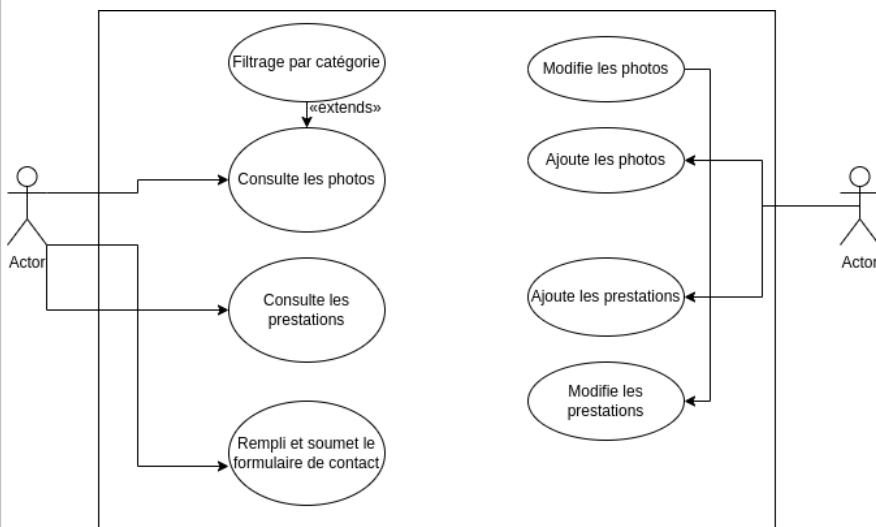 Filtrage par catégorie
«extends»
Consulte les photos
Consulte les
prestations
Rempli et soumet le
formulaire de contact
Actor
Modifie les photos
Ajoute les photos
Ajoute les prestations
Modifie les
prestations
Actor